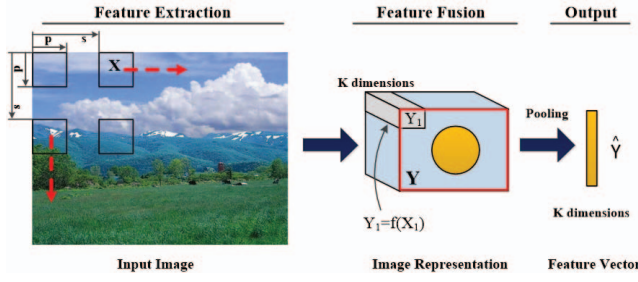 Feature Extraction
Feature Fusion
Output
p
s
X
p
s
K dimensions
Y₁
Y
Y₁=f(X₁)
Pooling
Ŷ
K dimensions
Input Image
Image Representation
Feature Vector